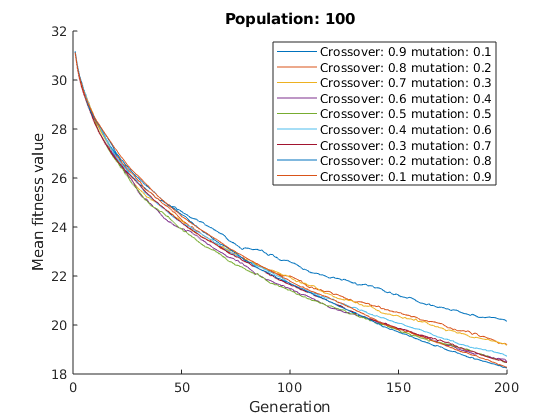 Population: 100
32
30
28
26
24
22
20
18
Mean fitness value
Crossover: 0.9 mutation: 0.1
Crossover: 0.8 mutation: 0.2
Crossover: 0.7 mutation: 0.3
Crossover: 0.6 mutation: 0.4
Crossover: 0.5 mutation: 0.5
Crossover: 0.4 mutation: 0.6
Crossover: 0.3 mutation: 0.7
Crossover: 0.2 mutation: 0.8
Crossover: 0.1 mutation: 0.9
0 50 100 150 200
Generation